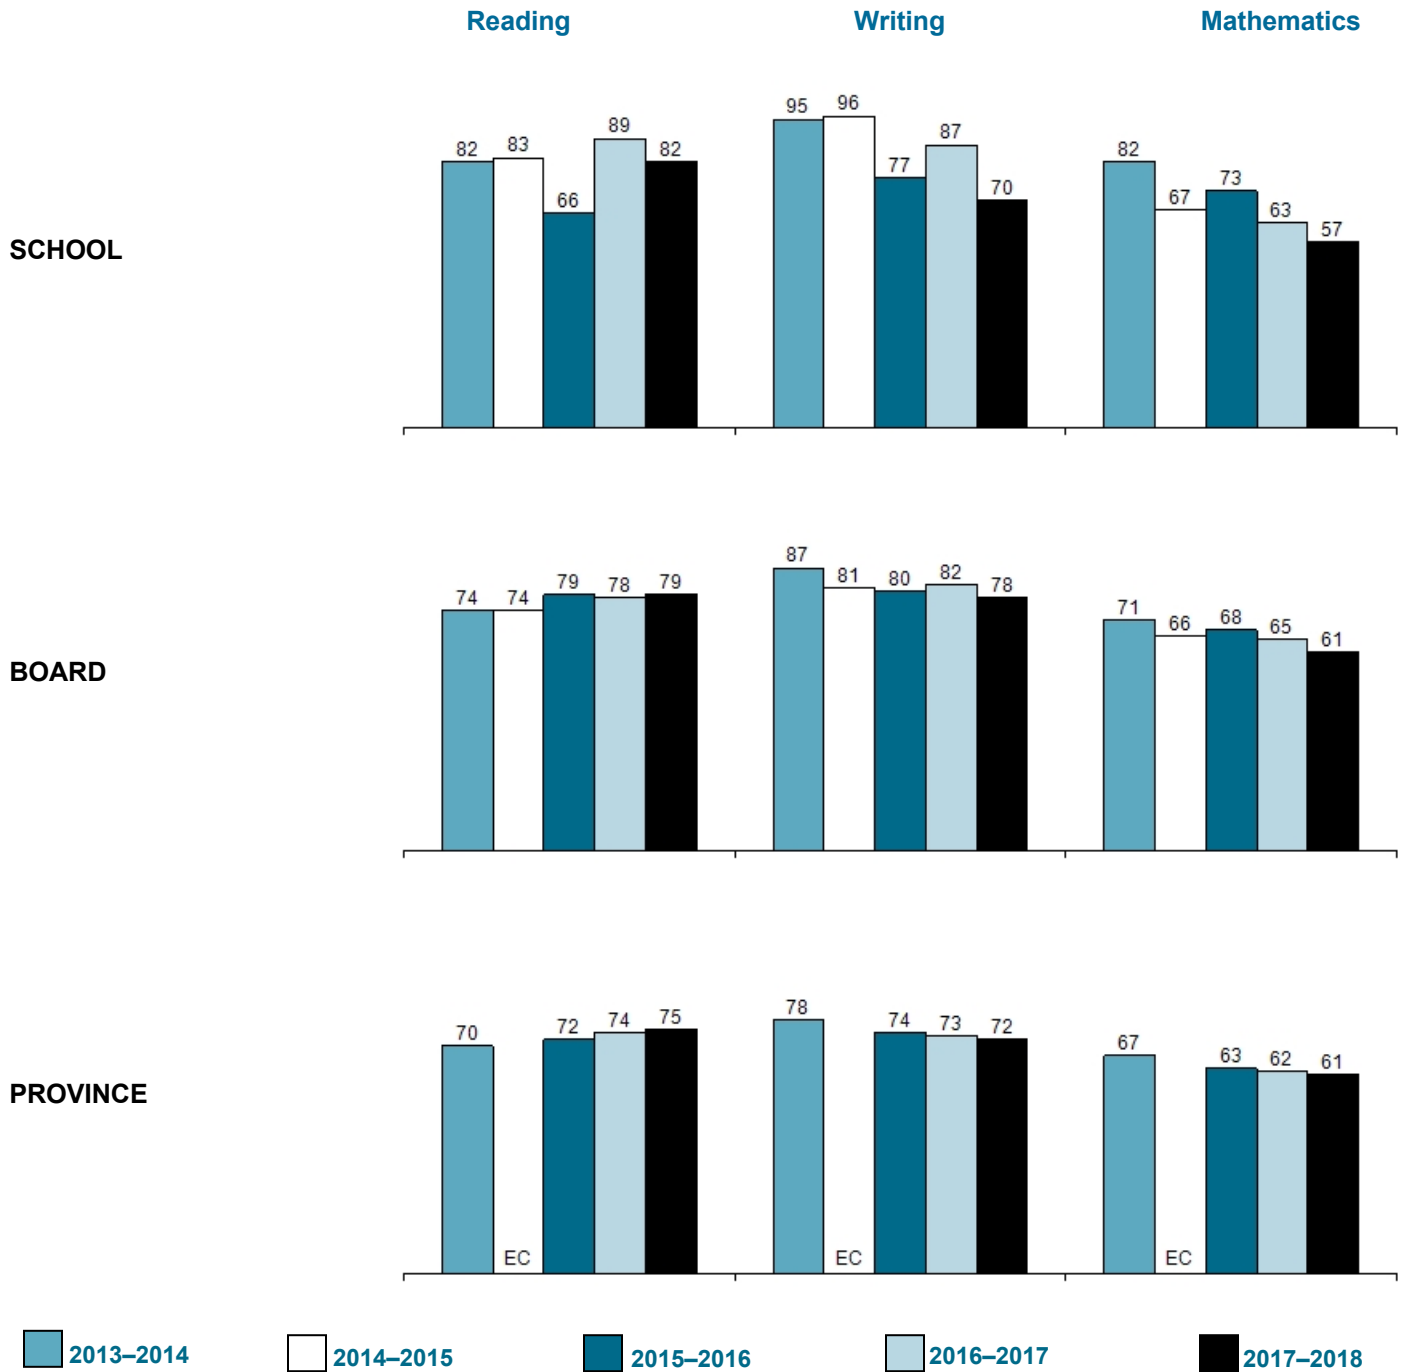 Reading Writing Mathematics
SCHOOL
82 83 66 89 82
95 96 77 87 70
82 67 73 63 57
BOARD
74 74 79 78 79
87 81 80 82 78
71 66 68 65 61
PROVINCE
70 EC 72 74 75
78 EC 74 73 72
67 EC 63 62 61
2013–2014 2014–2015 2015–2016 2016–2017 2017–2018